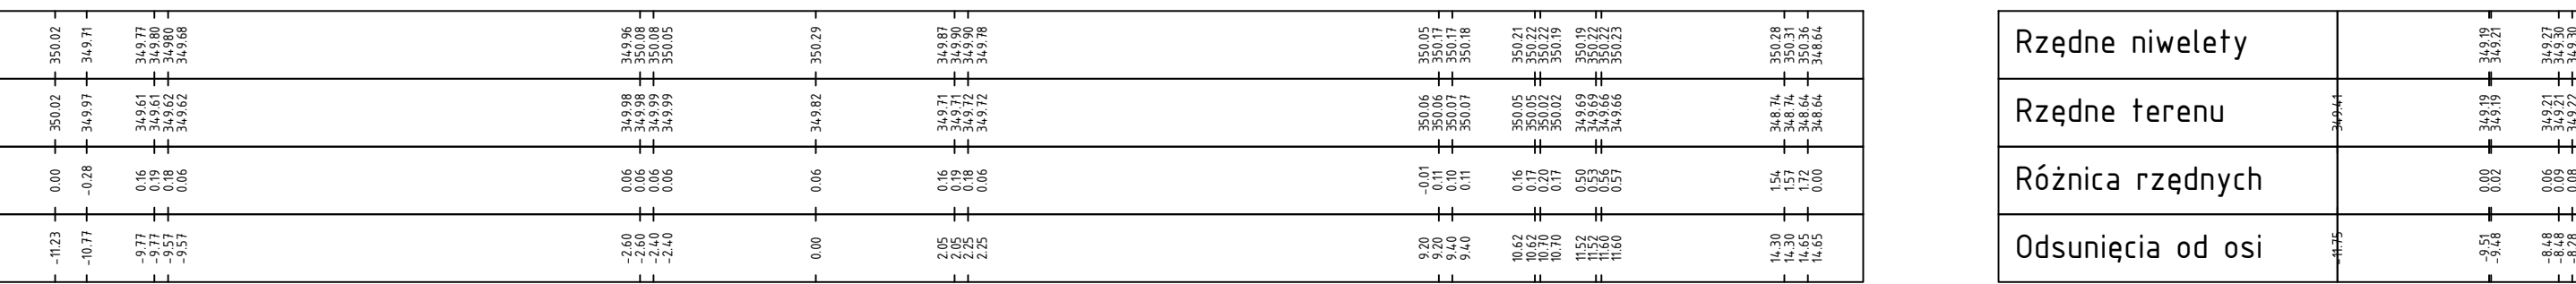 350.02 349.71 349.77 349.80 349.80 349.68 349.96 350.08 350.08 350.05 350.29 349.87 349.90 349.90 349.78 350.05 350.17 350.17 350.18 350.21 350.22 350.22 350.19 350.19 350.22 350.22 350.23 350.28 350.31 350.36 348.64
350.02 349.97 349.61 349.61 349.62 349.62 349.98 349.98 349.99 349.99 349.82 349.71 349.71 349.72 349.72 350.06 350.06 350.07 350.07 350.05 350.05 350.02 350.02 349.69 349.69 349.66 349.66 348.74 348.74 348.64 348.64
0.00 -0.28 0.16 0.19 0.18 0.06 0.06 0.06 0.06 0.06 0.06 0.16 0.19 0.18 0.06 -0.01 0.11 0.10 0.11 0.16 0.17 0.20 0.17 0.50 0.53 0.56 0.57 1.54 1.57 1.72 0.00
-11.23 -10.77 -9.77 -9.77 -9.57 -9.57 -2.60 -2.60 -2.40 -2.40 0.00 2.05 2.05 2.25 2.25 9.20 9.20 9.40 9.40 10.62 10.62 10.70 10.70 11.52 11.52 11.60 11.60 14.30 14.30 14.65 14.65
Rzędne niwelety 349.19 349.21 349.27 349.30 349.30
Rzędne terenu 349.41 349.19 349.19 349.21 349.21 349.22
Różnica rzędnych 0.00 0.02 0.06 0.09 0.08
Odsunięcia od osi -11.75 -9.51 -9.48 -8.48 -8.48 -8.28